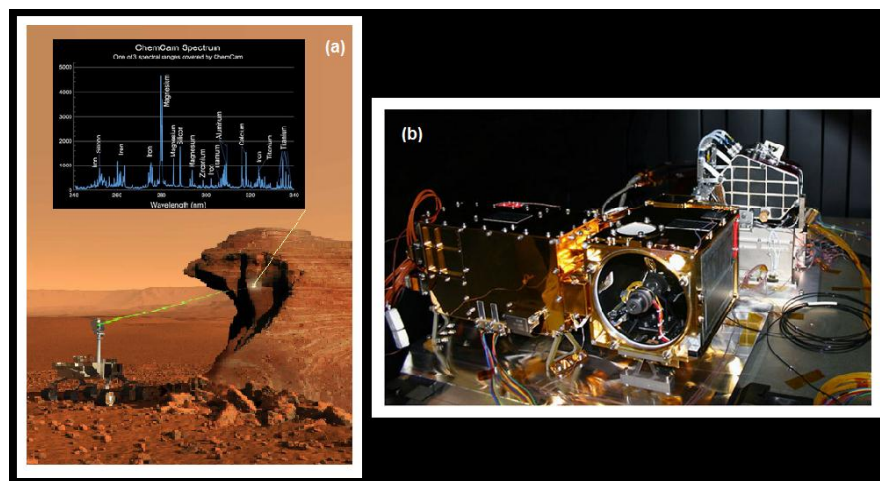 (a)
ChemCam Spectrum
One of 3 spectral ranges covered by ChemCam
5000
4000
3000
2000
1000
Iron
Silicon
Iron
Iron
Magnesium
Magnesium
Silicon
Magnesium
Zirconium
Aluminum
Calcium
Iron
Titanium
Titanium
240 260 280 300 320 340
Wavelength (nm)
(b)